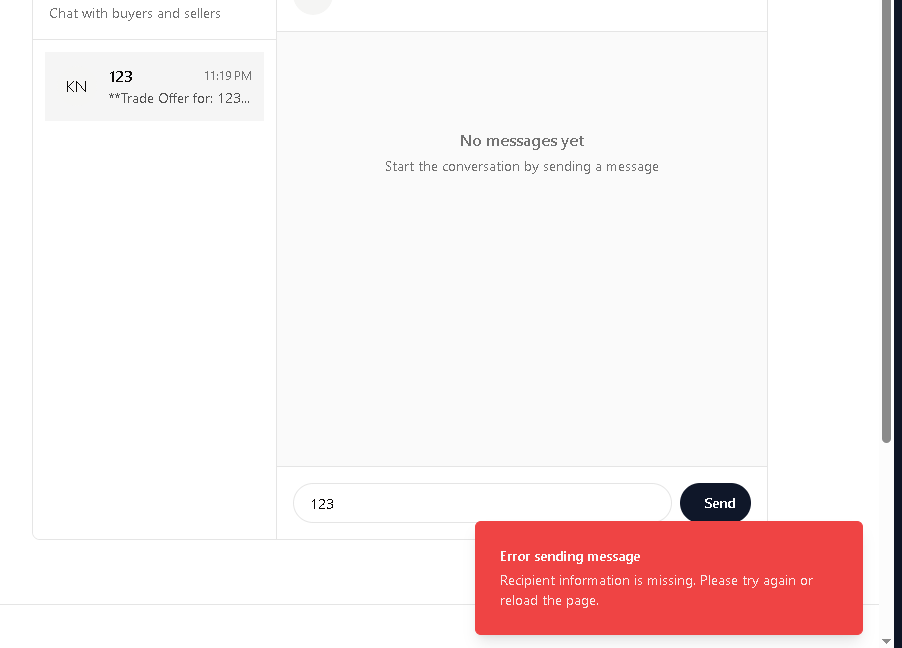 Chat with buyers and sellers
KN
123
11:19 PM
**Trade Offer for: 123...
No messages yet
Start the conversation by sending a message
123
Send
Error sending message
Recipient information is missing. Please try again or
reload the page.